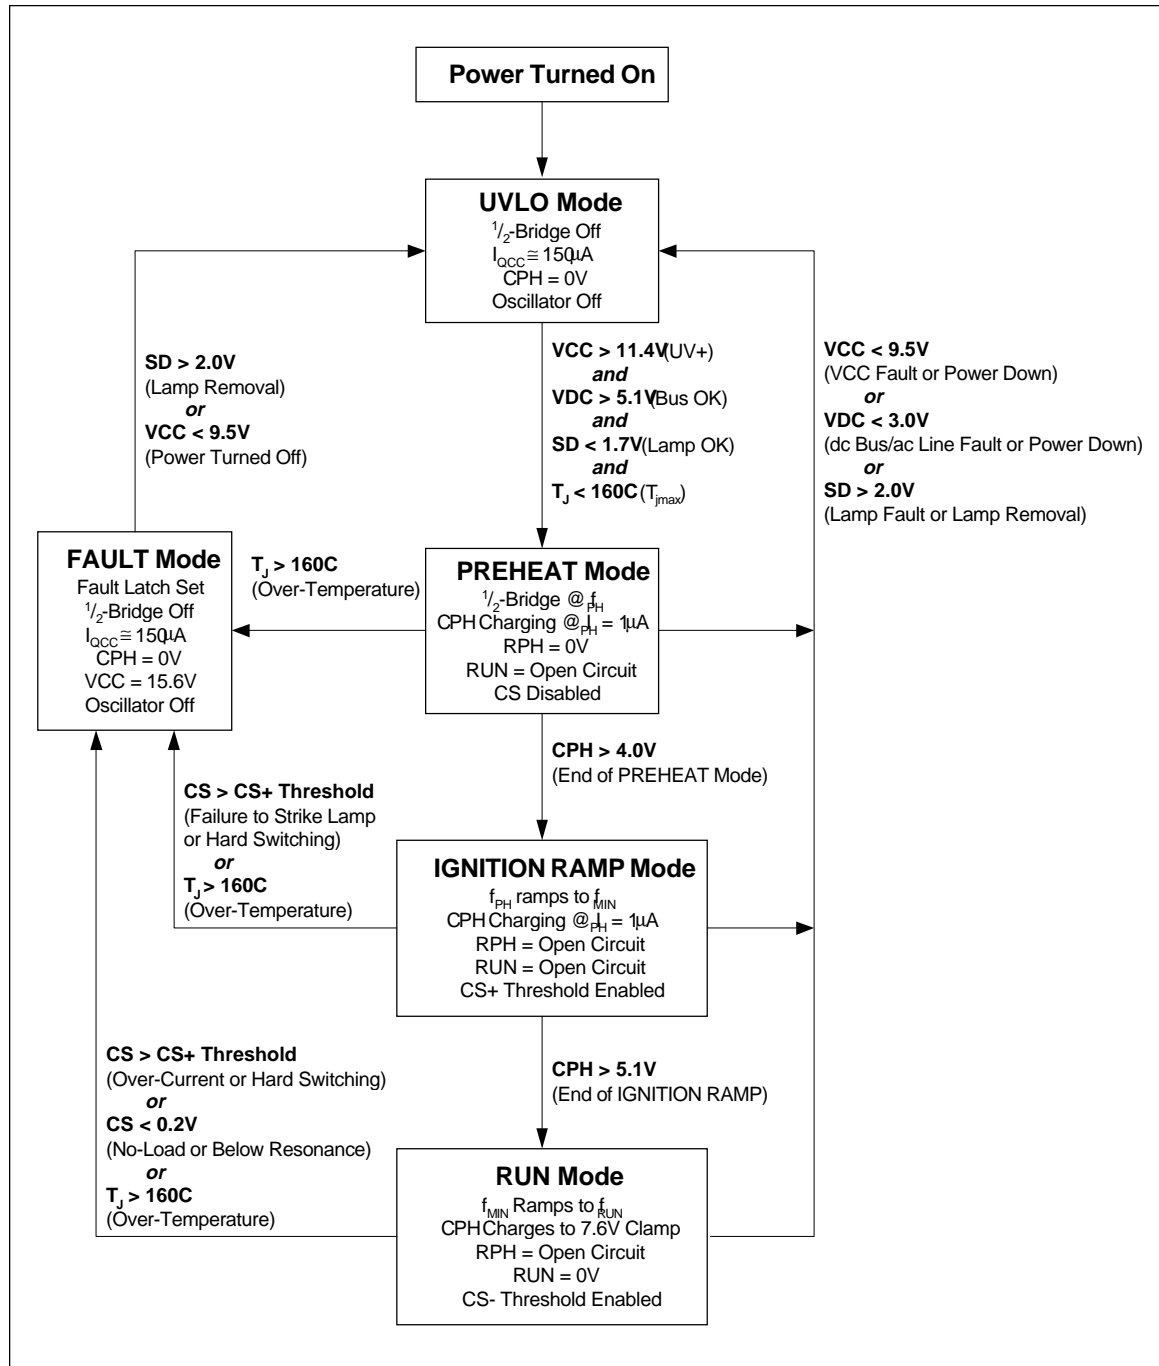 Power Turned On
UVLO Mode
1/2-Bridge Off
IQCC ≅ 150µA
CPH = 0V
Oscillator Off
SD > 2.0V
(Lamp Removal)
or
VCC < 9.5V
(Power Turned Off)
VCC > 11.4V (UV+)
and
VDC > 5.1V (Bus OK)
and
SD < 1.7V (Lamp OK)
and
TJ < 160C (Tjmax)
VCC < 9.5V
(VCC Fault or Power Down)
or
VDC < 3.0V
(dc Bus/ac Line Fault or Power Down)
or
SD > 2.0V
(Lamp Fault or Lamp Removal)
FAULT Mode
Fault Latch Set
1/2-Bridge Off
IQCC ≅ 150µA
CPH = 0V
VCC = 15.6V
Oscillator Off
TJ > 160C
(Over-Temperature)
PREHEAT Mode
1/2-Bridge @ fPH
CPH Charging @ IPH = 1µA
RPH = 0V
RUN = Open Circuit
CS Disabled
CPH > 4.0V
(End of PREHEAT Mode)
CS > CS+ Threshold
(Failure to Strike Lamp
or Hard Switching)
or
TJ > 160C
(Over-Temperature)
IGNITION RAMP Mode
fPH ramps to fMIN
CPH Charging @ IPH = 1µA
RPH = Open Circuit
RUN = Open Circuit
CS+ Threshold Enabled
CS > CS+ Threshold
(Over-Current or Hard Switching)
or
CS < 0.2V
(No-Load or Below Resonance)
or
TJ > 160C
(Over-Temperature)
CPH > 5.1V
(End of IGNITION RAMP)
RUN Mode
fMIN Ramps to fRUN
CPH Charges to 7.6V Clamp
RPH = Open Circuit
RUN = 0V
CS- Threshold Enabled